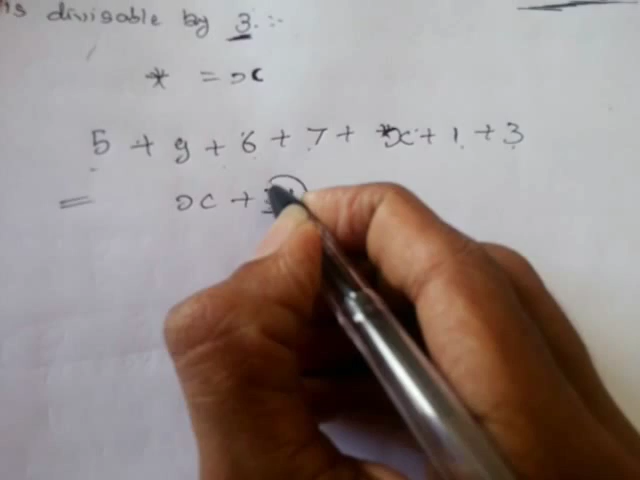 is divisable by 3.
* = x
5 + 9 + 6 + 7 + x + 1 + 3
= x +